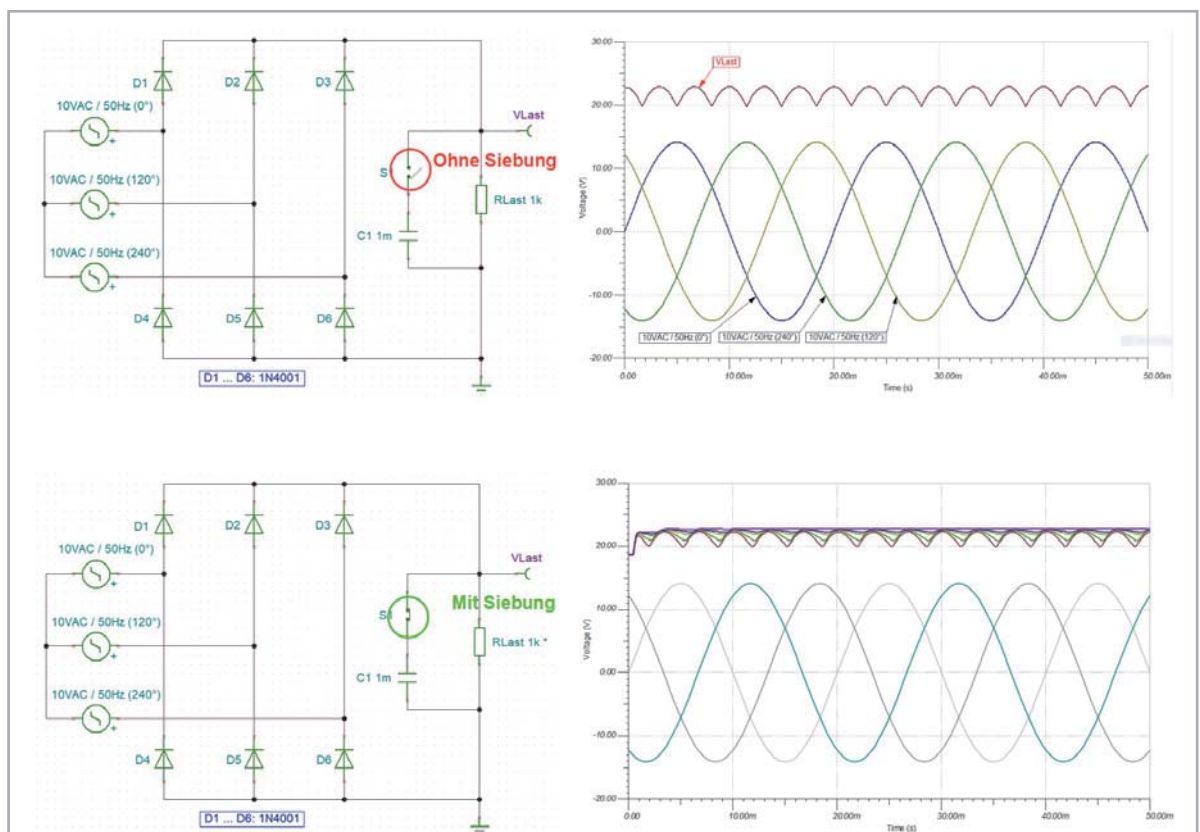 D1
D2
D3
10VAC / 50Hz (0°)
+
10VAC / 50Hz (120°)
+
10VAC / 50Hz (240°)
+
VLast
S
Ohne Siebung
RLast 1k
C1 1m
D4
D5
D6
D1 ... D6: 1N4001
30.00
20.00
10.00
0.00
-10.00
-20.00
Voltage (V)
VLast
10VAC / 50Hz (0°)
10VAC / 50Hz (240°)
10VAC / 50Hz (120°)
0.00
10.00m
20.00m
30.00m
40.00m
50.00m
Time (s)
D1
D2
D3
10VAC / 50Hz (0°)
+
10VAC / 50Hz (120°)
+
10VAC / 50Hz (240°)
+
VLast
Mit Siebung
RLast 1k *
C1 1m
D4
D5
D6
D1 ... D6: 1N4001
30.00
20.00
10.00
0.00
-10.00
-20.00
Voltage (V)
0.00
10.00m
20.00m
30.00m
40.00m
50.00m
Time (s)